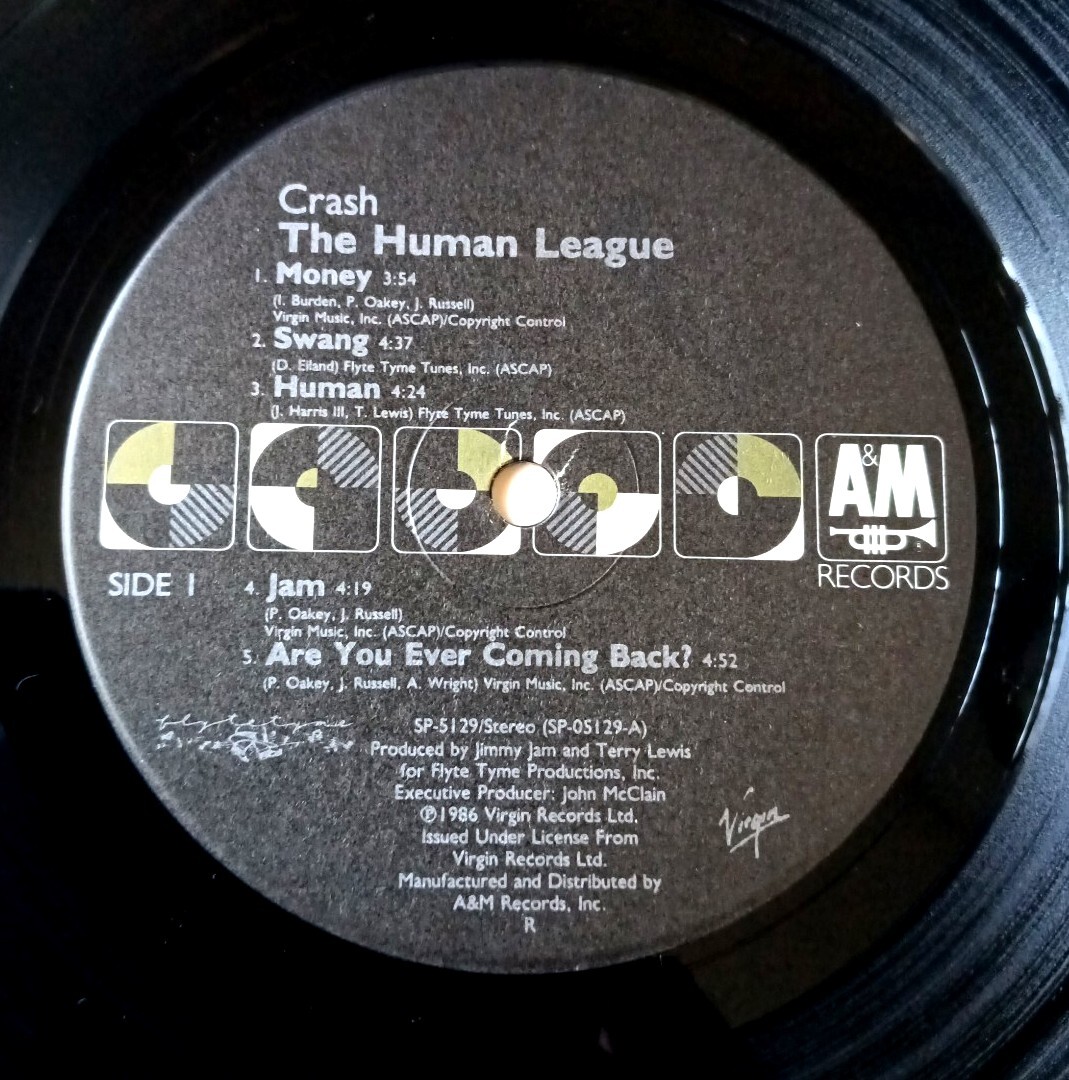 Crash
The Human League
1. Money 3:54
(I. Burden, P. Oakey, J. Russell)
Virgin Music, Inc. (ASCAP)/Copyright Control
2. Swang 4:37
(D. Eiland) Flyte Tyme Tunes, Inc. (ASCAP)
3. Human 4:24
(J. Harris III, T. Lewis) Flyte Tyme Tunes, Inc. (ASCAP)
A&M
RECORDS
SIDE 1
4. Jam 4:19
(P. Oakey, J. Russell)
Virgin Music, Inc. (ASCAP)/Copyright Control
5. Are You Ever Coming Back? 4:52
(P. Oakey, J. Russell, A. Wright) Virgin Music, Inc. (ASCAP)/Copyright Control
SP-5129/Stereo (SP-05129-A)
Produced by Jimmy Jam and Terry Lewis
for Flyte Tyme Productions, Inc.
Executive Producer: John McClain
℗1986 Virgin Records Ltd.
Issued Under License From
Virgin Records Ltd.
Manufactured and Distributed by
A&M Records, Inc.
R
Virgin